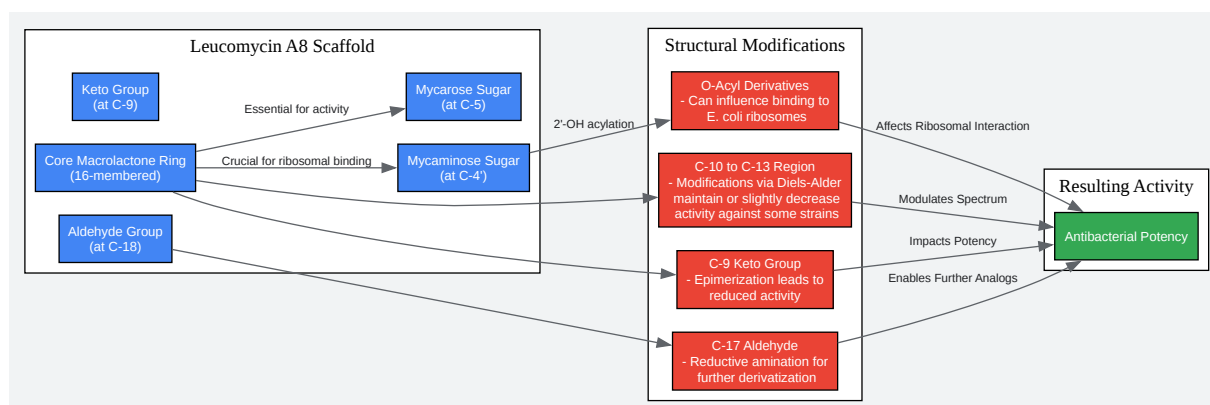 Leucomycin A8 Scaffold
Keto Group
(at C-9)
Mycarose Sugar
(at C-5)
Essential for activity
Core Macrolactone Ring
(16-membered)
Crucial for ribosomal binding
Mycaminose Sugar
(at C-4')
Aldehyde Group
(at C-18)
2'-OH acylation
Structural Modifications
O-Acyl Derivatives
- Can influence binding to
E. coli ribosomes
C-10 to C-13 Region
- Modifications via Diels-Alder
maintain or slightly decrease
activity against some strains
C-9 Keto Group
- Epimerization leads to
reduced activity
C-17 Aldehyde
- Reductive amination for
further derivatization
Affects Ribosomal Interaction
Modulates Spectrum
Impacts Potency
Enables Further Analogs
Resulting Activity
Antibacterial Potency